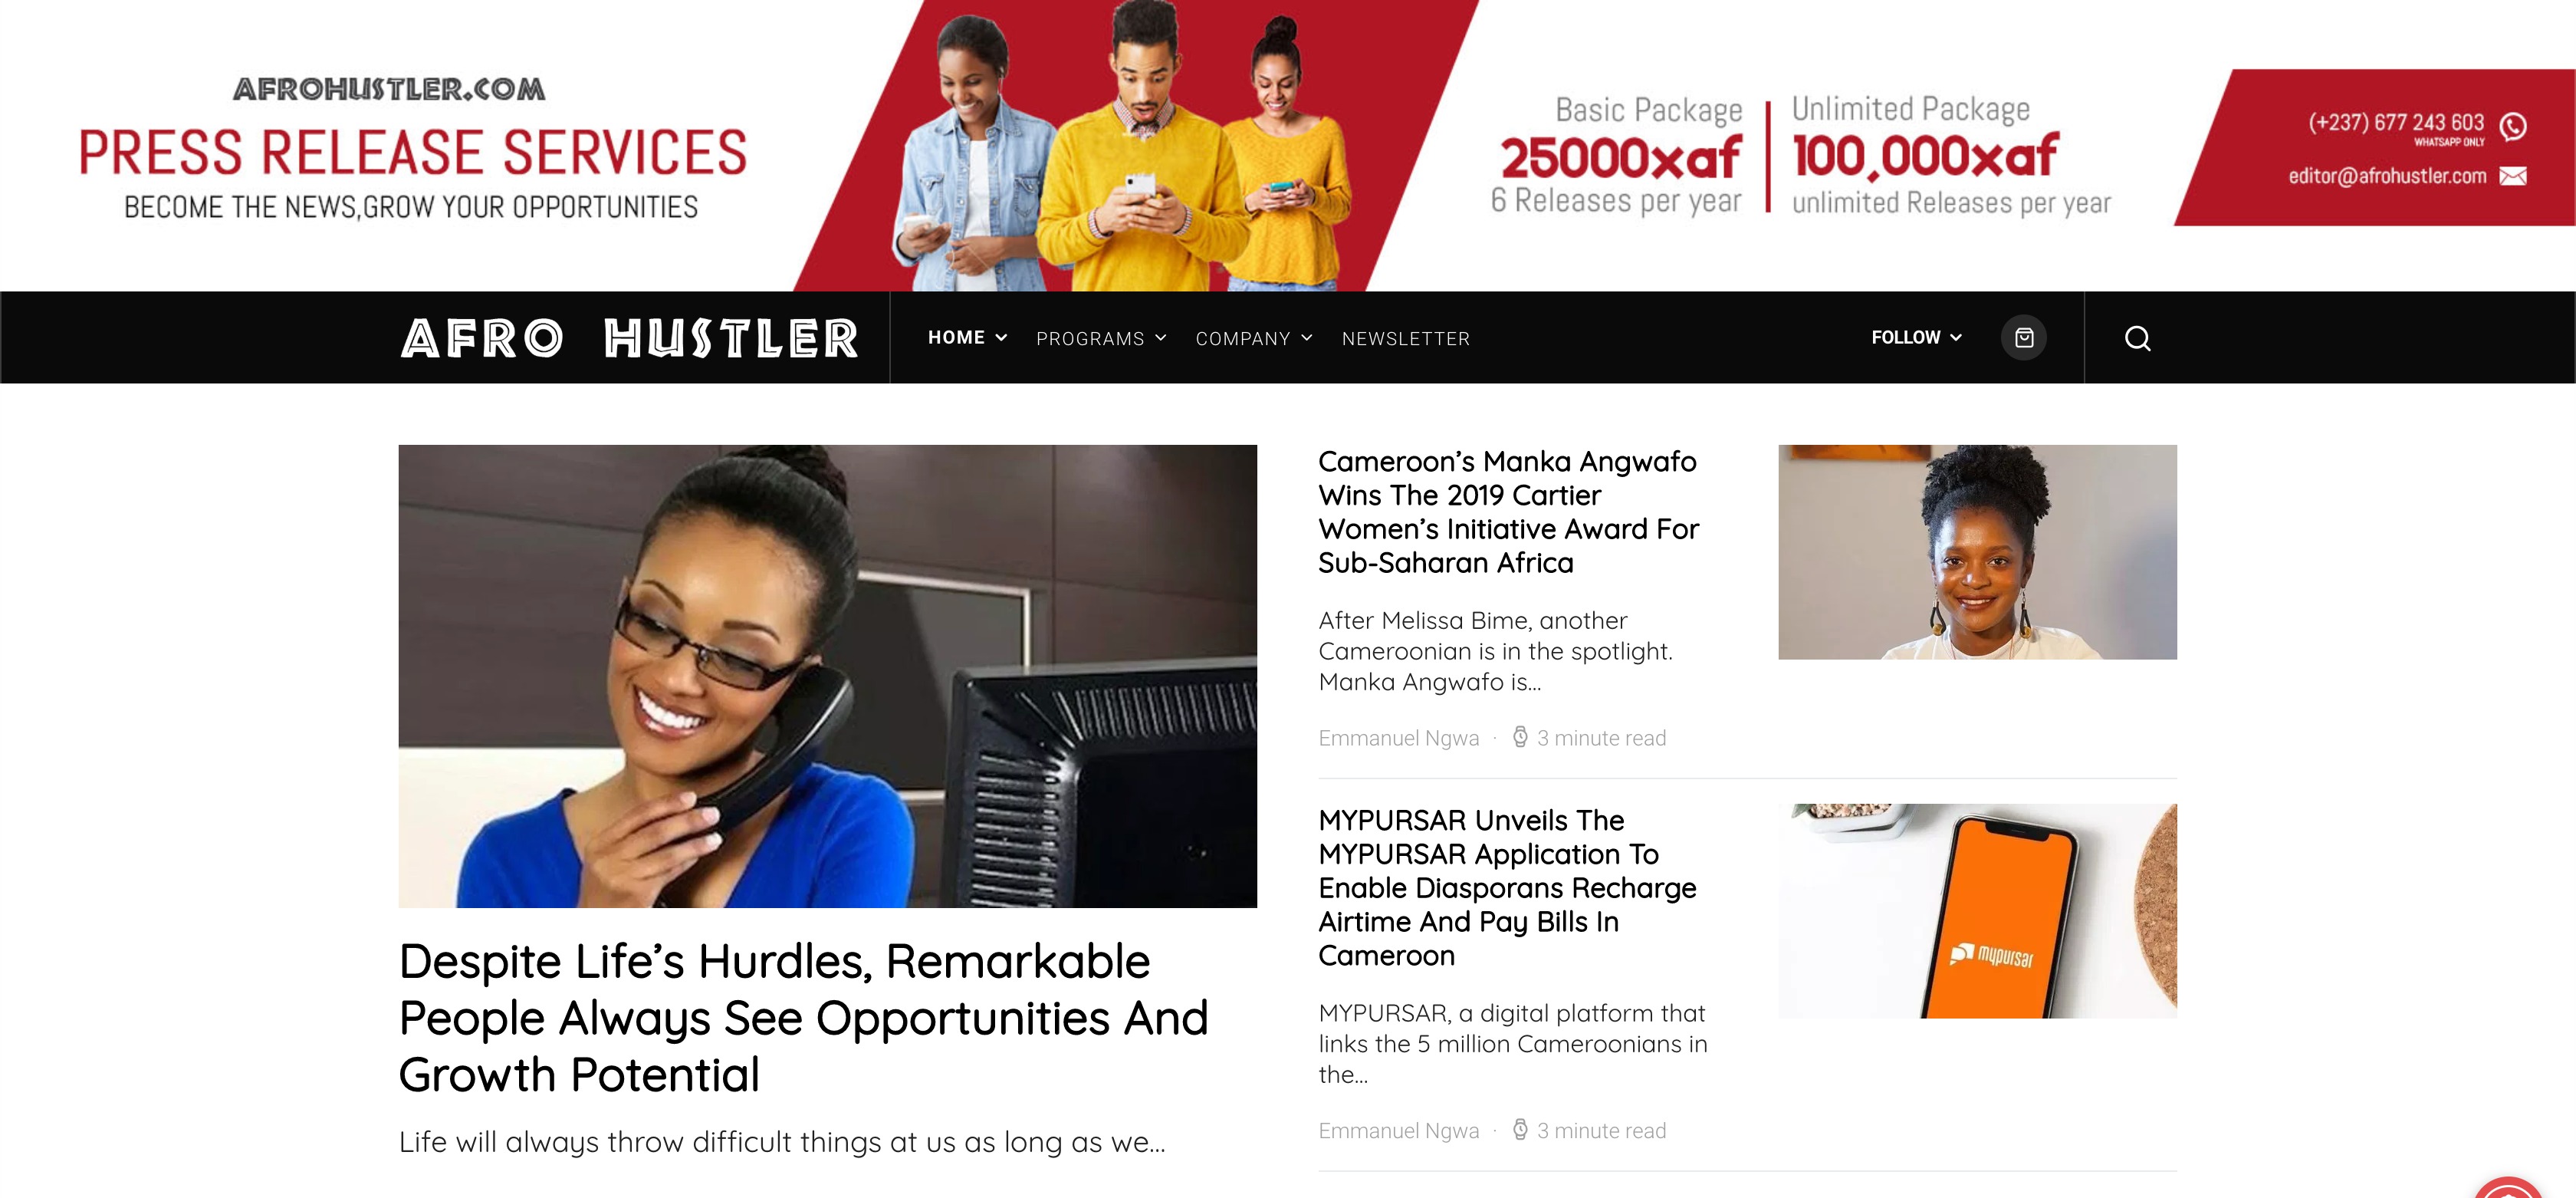 AFROHUSTLER.COM
PRESS RELEASE SERVICES
BECOME THE NEWS,GROW YOUR OPPORTUNITIES
Basic Package
25000xaf
6 Releases per year
Unlimited Package
100,000xaf
unlimited Releases per year
(+237) 677 243 603
WHATSAPP ONLY
editor@afrohustler.com
AFRO HUSTLER
HOME
PROGRAMS
COMPANY
NEWSLETTER
FOLLOW
Despite Life’s Hurdles, Remarkable
People Always See Opportunities And
Growth Potential
Life will always throw difficult things at us as long as we...
Cameroon’s Manka Angwafo
Wins The 2019 Cartier
Women’s Initiative Award For
Sub-Saharan Africa
After Melissa Bime, another
Cameroonian is in the spotlight.
Manka Angwafo is...
Emmanuel Ngwa · 3 minute read
MYPURSAR Unveils The
MYPURSAR Application To
Enable Diasporans Recharge
Airtime And Pay Bills In
Cameroon
MYPURSAR, a digital platform that
links the 5 million Cameroonians in
the...
Emmanuel Ngwa · 3 minute read
mypursar